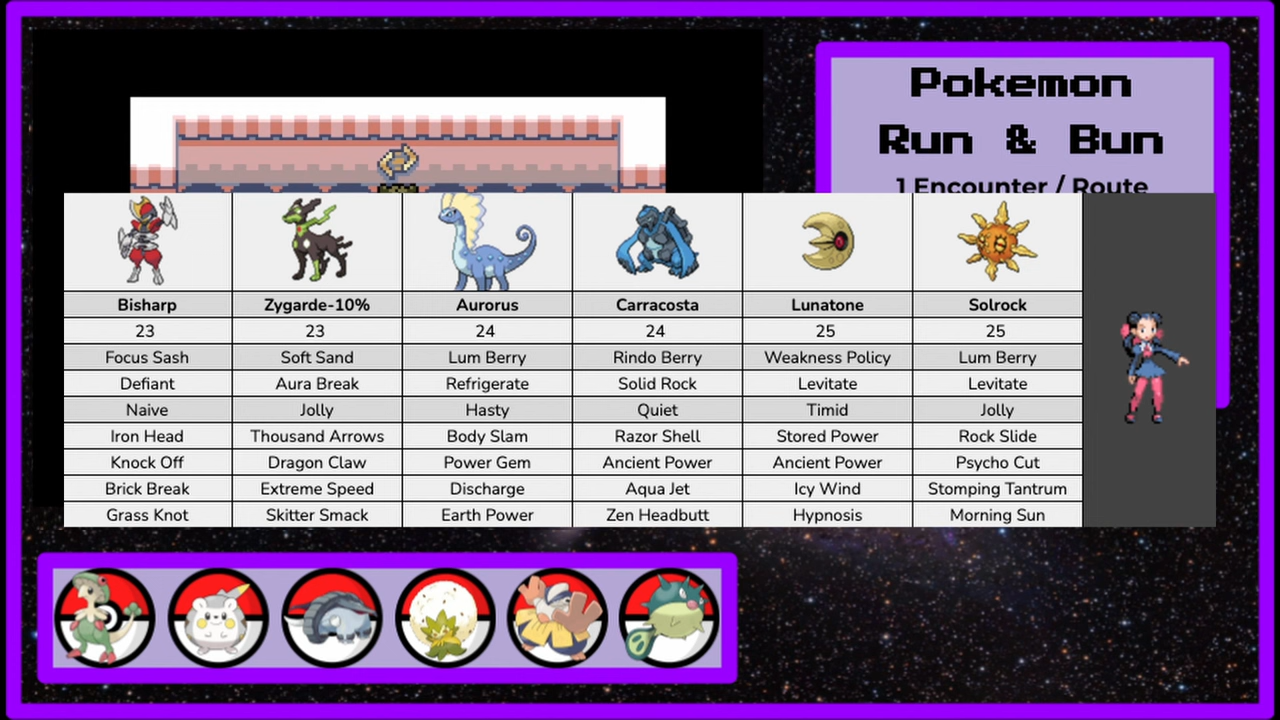 Pokemon
Run & Bun
1 Encounter / Route
Bisharp Zygarde-10% Aurorus Carracosta Lunatone Solrock
23 23 24 24 25 25
Focus Sash Soft Sand Lum Berry Rindo Berry Weakness Policy Lum Berry
Defiant Aura Break Refrigerate Solid Rock Levitate Levitate
Naive Jolly Hasty Quiet Timid Jolly
Iron Head Thousand Arrows Body Slam Razor Shell Stored Power Rock Slide
Knock Off Dragon Claw Power Gem Ancient Power Ancient Power Psycho Cut
Brick Break Extreme Speed Discharge Aqua Jet Icy Wind Stomping Tantrum
Grass Knot Skitter Smack Earth Power Zen Headbutt Hypnosis Morning Sun